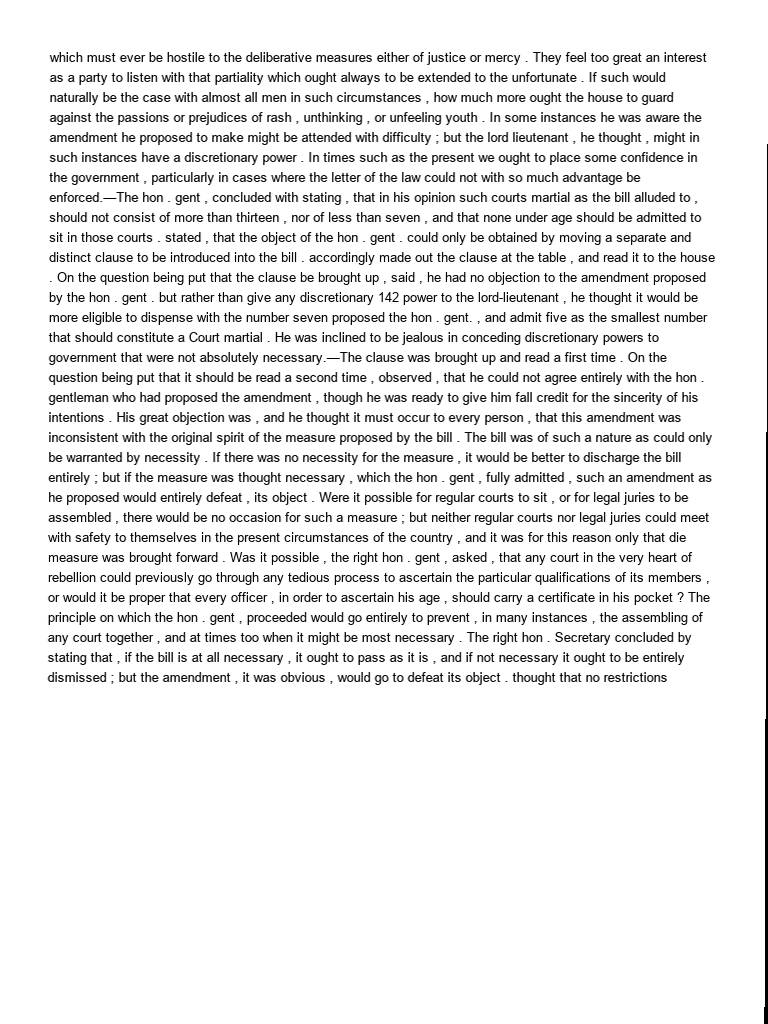 which must ever be hostile to the deliberative measures either of justice or mercy . They feel too great an interest
as a party to listen with that partiality which ought always to be extended to the unfortunate . If such would
naturally be the case with almost all men in such circumstances , how much more ought the house to guard
against the passions or prejudices of rash , unthinking , or unfeeling youth . In some instances he was aware the
amendment he proposed to make might be attended with difficulty ; but the lord lieutenant , he thought , might in
such instances have a discretionary power . In times such as the present we ought to place some confidence in
the government , particularly in cases where the letter of the law could not with so much advantage be
enforced.—The hon . gent , concluded with stating , that in his opinion such courts martial as the bill alluded to ,
should not consist of more than thirteen , nor of less than seven , and that none under age should be admitted to
sit in those courts . stated , that the object of the hon . gent . could only be obtained by moving a separate and
distinct clause to be introduced into the bill . accordingly made out the clause at the table , and read it to the house
. On the question being put that the clause be brought up , said , he had no objection to the amendment proposed
by the hon . gent . but rather than give any discretionary 142 power to the lord-lieutenant , he thought it would be
more eligible to dispense with the number seven proposed the hon . gent. , and admit five as the smallest number
that should constitute a Court martial . He was inclined to be jealous in conceding discretionary powers to
government that were not absolutely necessary.—The clause was brought up and read a first time . On the
question being put that it should be read a second time , observed , that he could not agree entirely with the hon .
gentleman who had proposed the amendment , though he was ready to give him fall credit for the sincerity of his
intentions . His great objection was , and he thought it must occur to every person , that this amendment was
inconsistent with the original spirit of the measure proposed by the bill . The bill was of such a nature as could only
be warranted by necessity . If there was no necessity for the measure , it would be better to discharge the bill
entirely ; but if the measure was thought necessary , which the hon . gent , fully admitted , such an amendment as
he proposed would entirely defeat , its object . Were it possible for regular courts to sit , or for legal juries to be
assembled , there would be no occasion for such a measure ; but neither regular courts nor legal juries could meet
with safety to themselves in the present circumstances of the country , and it was for this reason only that die
measure was brought forward . Was it possible , the right hon . gent , asked , that any court in the very heart of
rebellion could previously go through any tedious process to ascertain the particular qualifications of its members ,
or would it be proper that every officer , in order to ascertain his age , should carry a certificate in his pocket ? The
principle on which the hon . gent , proceeded would go entirely to prevent , in many instances , the assembling of
any court together , and at times too when it might be most necessary . The right hon . Secretary concluded by
stating that , if the bill is at all necessary , it ought to pass as it is , and if not necessary it ought to be entirely
dismissed ; but the amendment , it was obvious , would go to defeat its object . thought that no restrictions